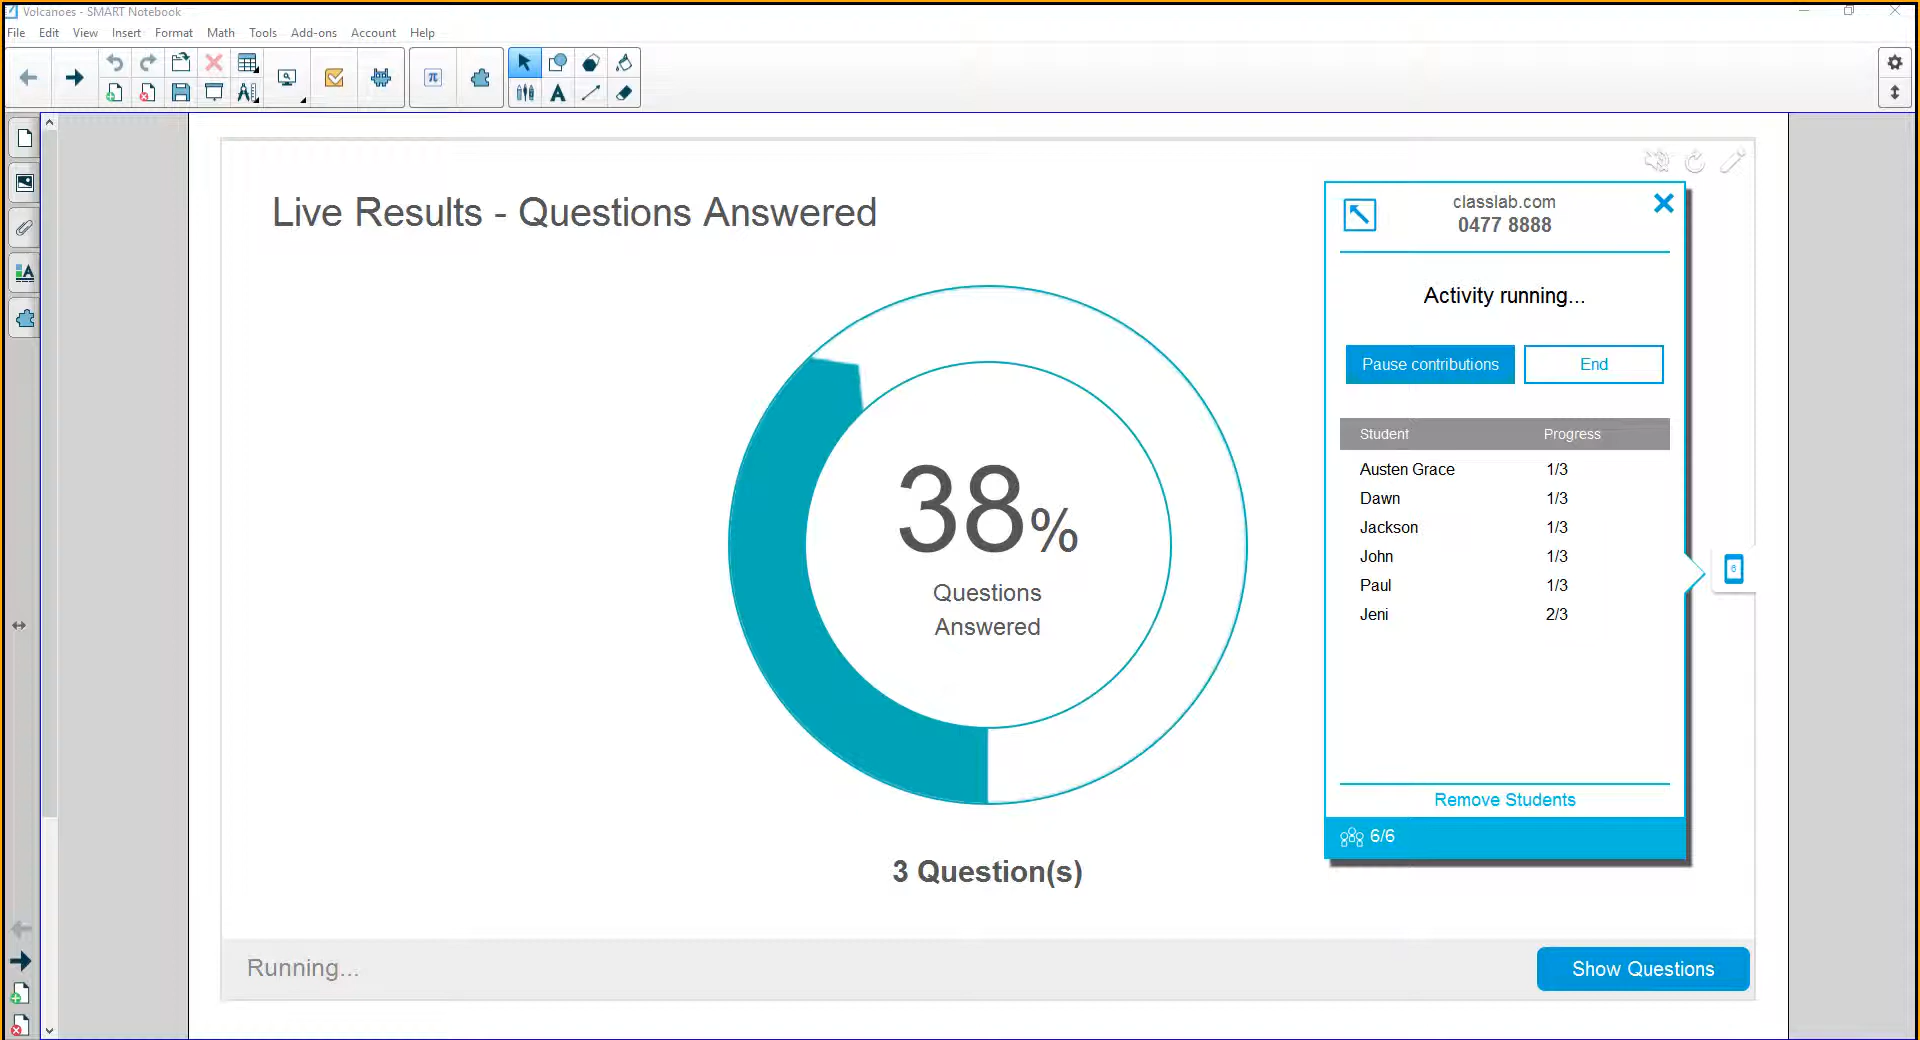 Volcanoes - SMART Notebook
File Edit View Insert Format Math Tools Add-ons Account Help
π
A
A
Live Results - Questions Answered
classlab.com
0477 8888
Activity running...
Pause contributions End
Student Progress
Austen Grace 1/3
Dawn 1/3
Jackson 1/3
John 1/3
Paul 1/3
Jeni 2/3
6
38%
Questions
Answered
Remove Students
6/6
3 Question(s)
Running...
Show Questions